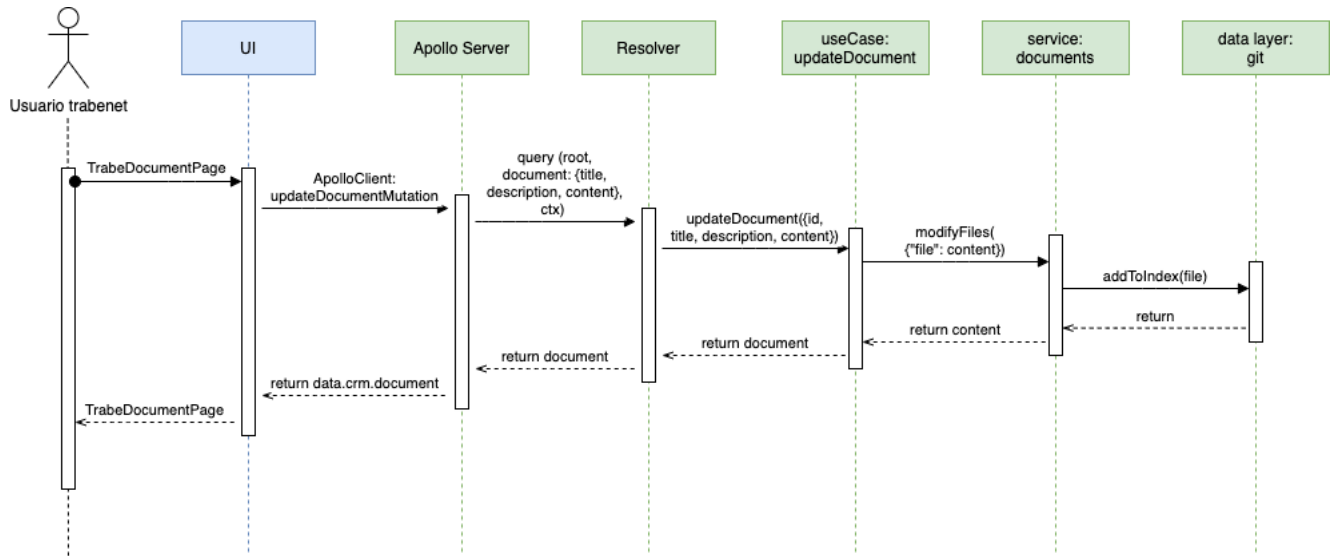 Usuario trabenet
UI
Apollo Server
Resolver
useCase:
updateDocument
service:
documents
data layer:
git
TrabeDocumentPage
ApolloClient:
updateDocumentMutation
query (root,
document: {title,
description, content},
ctx)
updateDocument({id,
title, description, content})
modifyFiles(
{"file": content})
addToIndex(file)
return
return content
return document
return document
return data.crm.document
TrabeDocumentPage